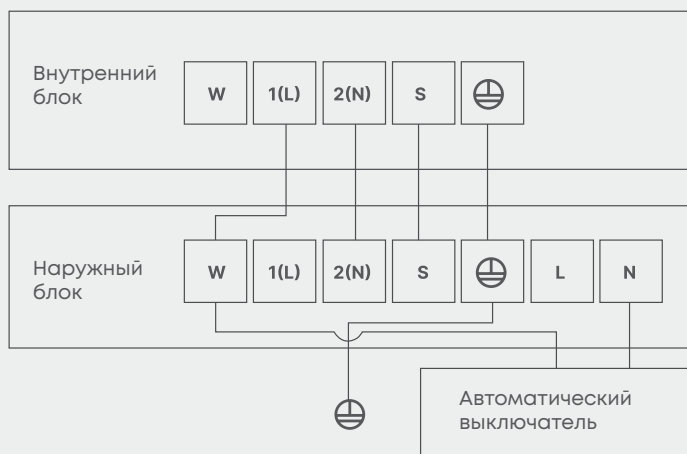 Внутренний
блок
W 1(L) 2(N) S
Наружный
блок
W 1(L) 2(N) S L N
Автоматический
выключатель